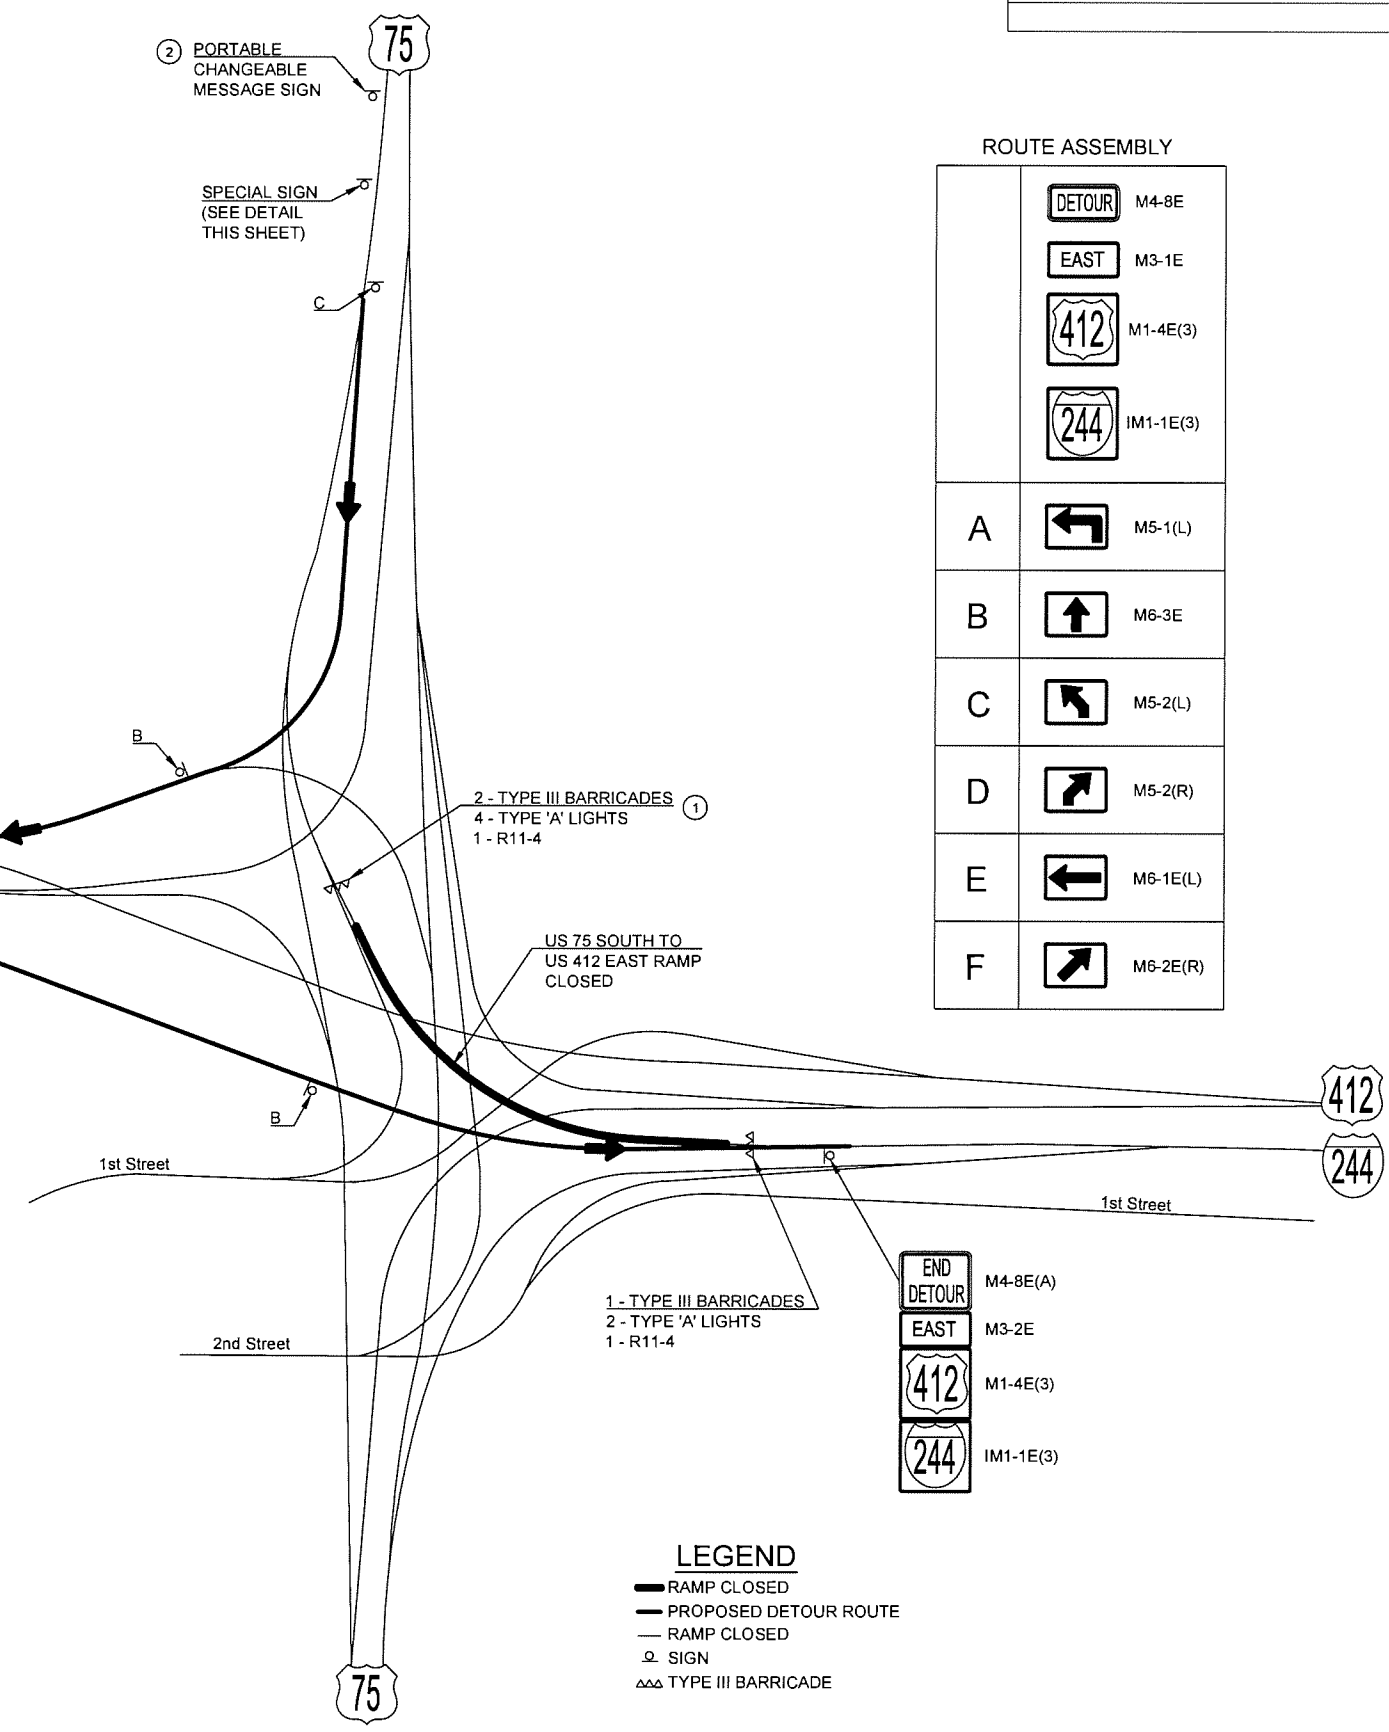 75
2 PORTABLE
CHANGEABLE
MESSAGE SIGN
SPECIAL SIGN
(SEE DETAIL
THIS SHEET)
C
ROUTE ASSEMBLY
DETOUR M4-8E
EAST M3-1E
412 M1-4E(3)
244 IM1-1E(3)
A M5-1(L)
B M6-3E
C M5-2(L)
D M5-2(R)
E M6-1E(L)
F M6-2E(R)
B
2 - TYPE III BARRICADES 1
4 - TYPE 'A' LIGHTS
1 - R11-4
US 75 SOUTH TO
US 412 EAST RAMP
CLOSED
B
412
244
1st Street
1st Street
1 - TYPE III BARRICADES
2 - TYPE 'A' LIGHTS
1 - R11-4
2nd Street
END
DETOUR M4-8E(A)
EAST M3-2E
412 M1-4E(3)
244 IM1-1E(3)
LEGEND
RAMP CLOSED
PROPOSED DETOUR ROUTE
RAMP CLOSED
SIGN
TYPE III BARRICADE
75